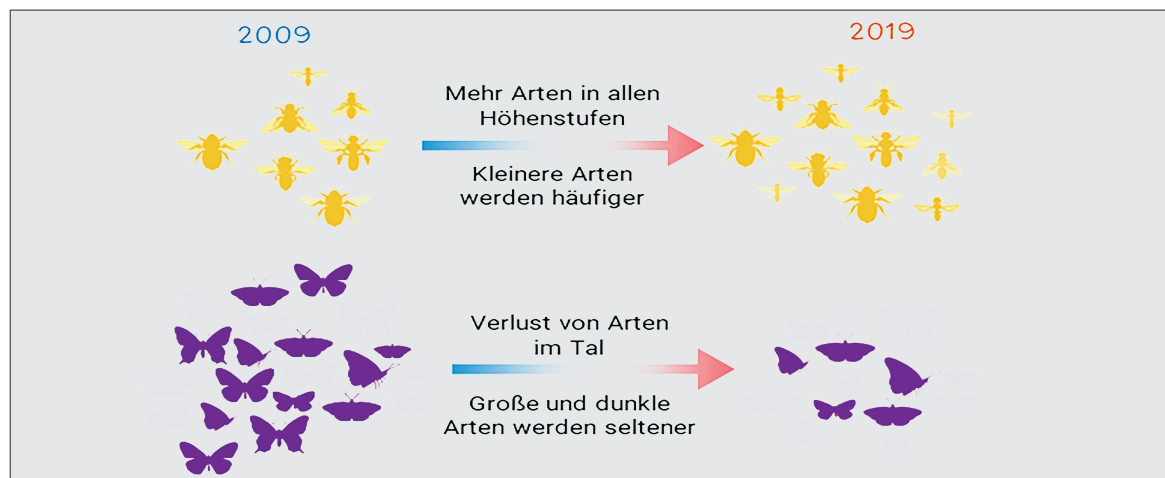 2009
2019
Mehr Arten in allen
Höhenstufen
Kleinere Arten
werden häufiger
Verlust von Arten
im Tal
Große und dunkle
Arten werden seltener